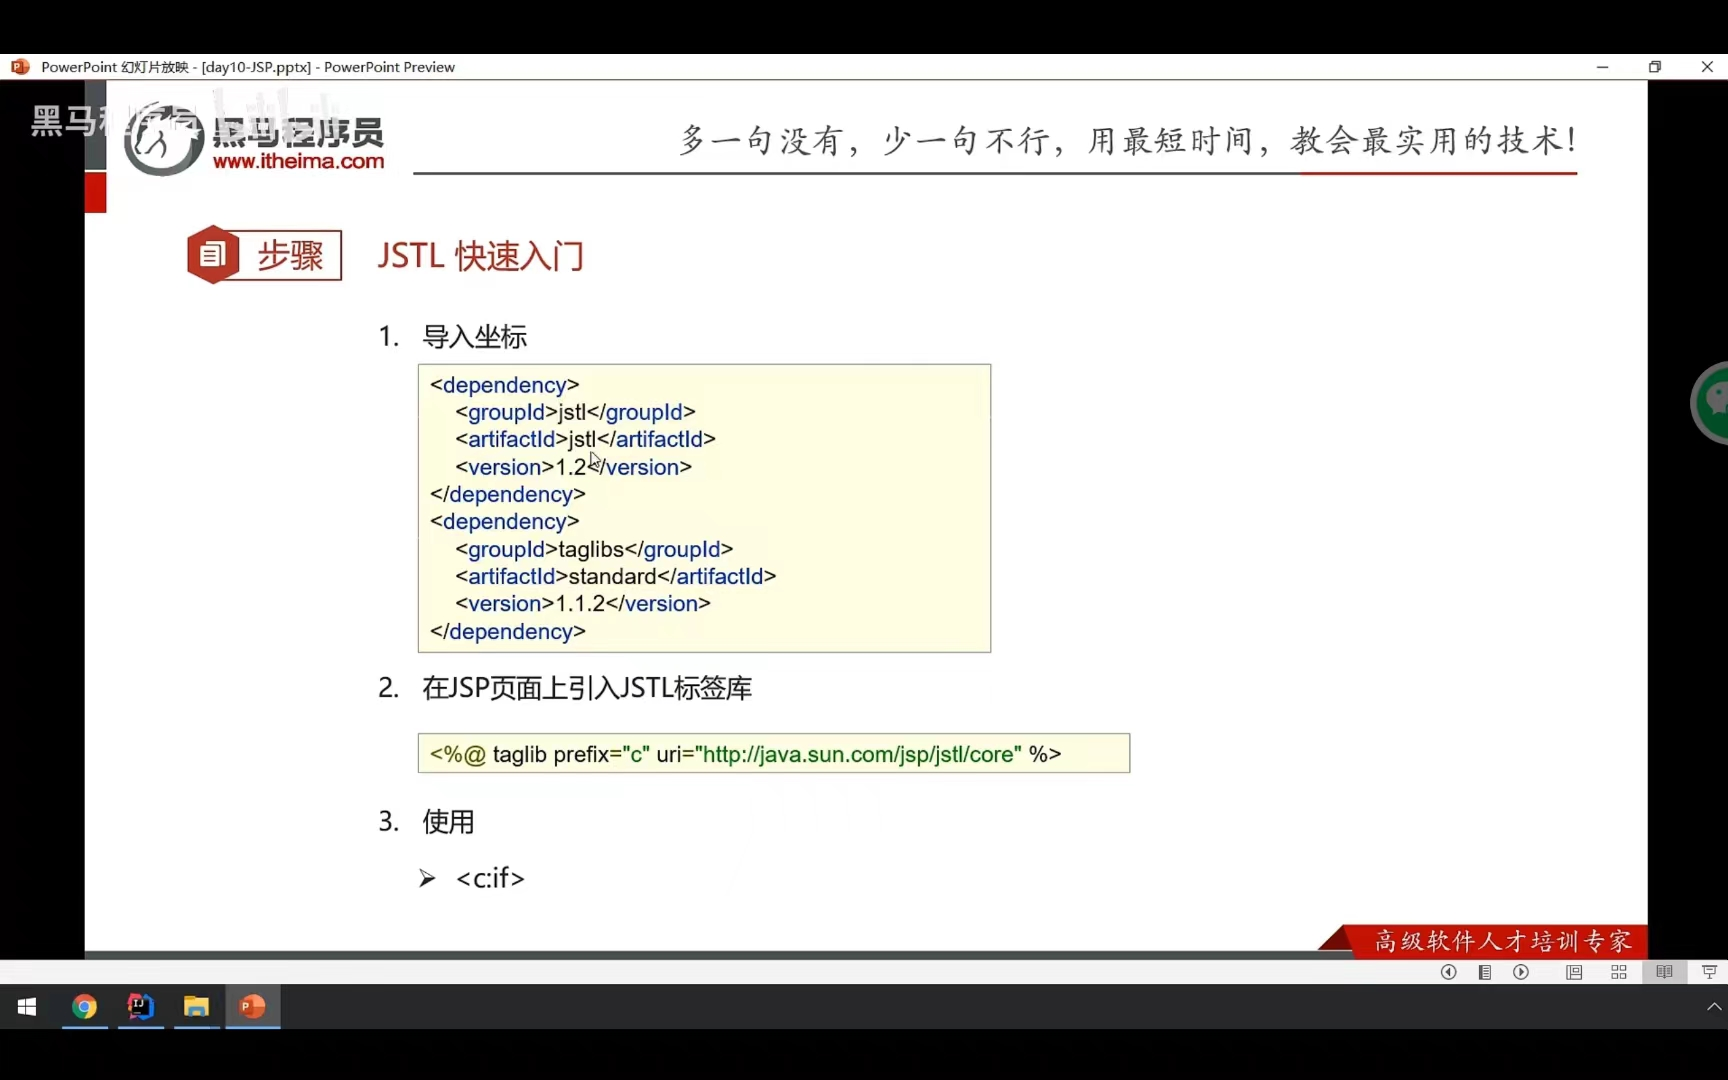 PowerPoint 幻灯片放映 - [day10-JSP.pptx] - PowerPoint Preview
黑马程序员
www.itheima.com
多一句没有，少一句不行，用最短时间，教会最实用的技术！
步骤
JSTL 快速入门
1. 导入坐标
<dependency>
<groupId>jstl</groupId>
<artifactId>jstl</artifactId>
<version>1.2</version>
</dependency>
<dependency>
<groupId>taglibs</groupId>
<artifactId>standard</artifactId>
<version>1.1.2</version>
</dependency>
2. 在JSP页面上引入JSTL标签库
<%@ taglib prefix="c" uri="http://java.sun.com/jsp/jstl/core" %>
3. 使用
➢ <c:if>
高级软件人才培训专家